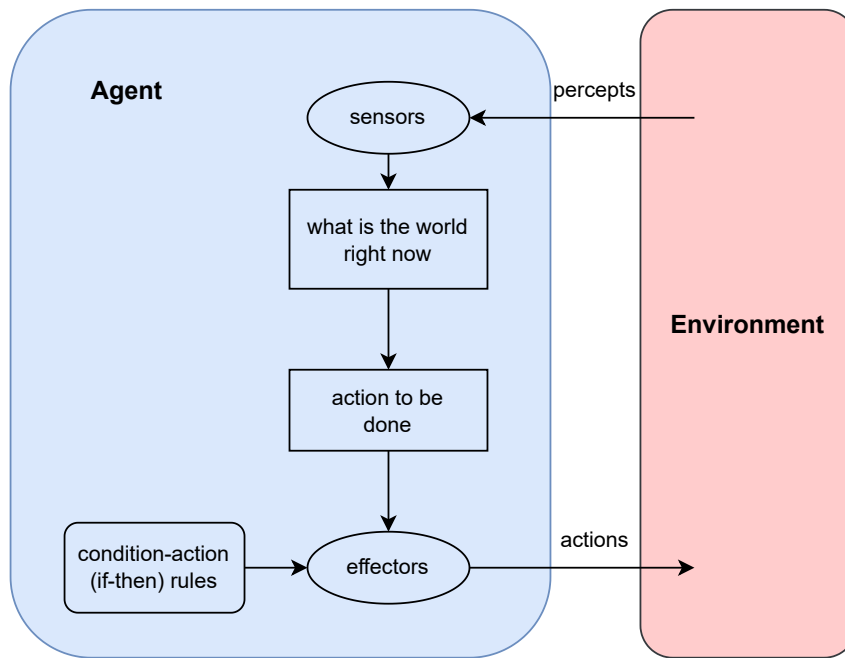 Agent
percepts
sensors
what is the world
right now
Environment
action to be
done
condition-action
(if-then) rules
effectors
actions